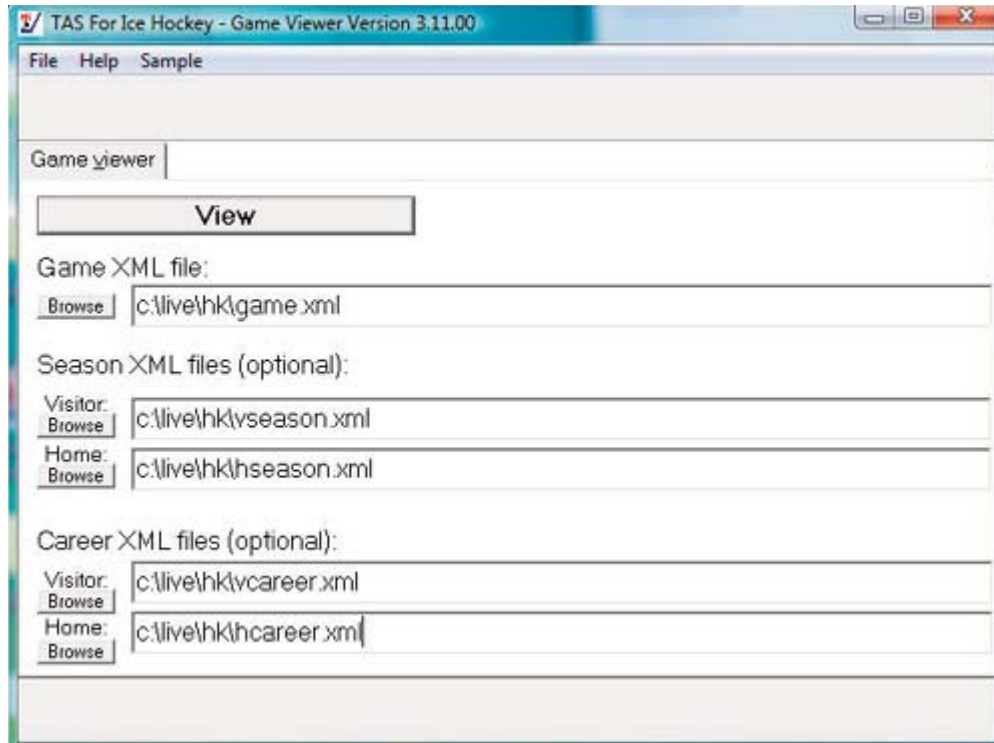 TAS For Ice Hockey - Game Viewer Version 3.11.00
File Help Sample
Game viewer
View
Game XML file:
Browse c:\live\hk\game.xml
Season XML files (optional):
Visitor:
Browse c:\live\hk\vseason.xml
Home:
Browse c:\live\hk\hseason.xml
Career XML files (optional):
Visitor:
Browse c:\live\hk\vcareer.xml
Home:
Browse c:\live\hk\hcareer.xml